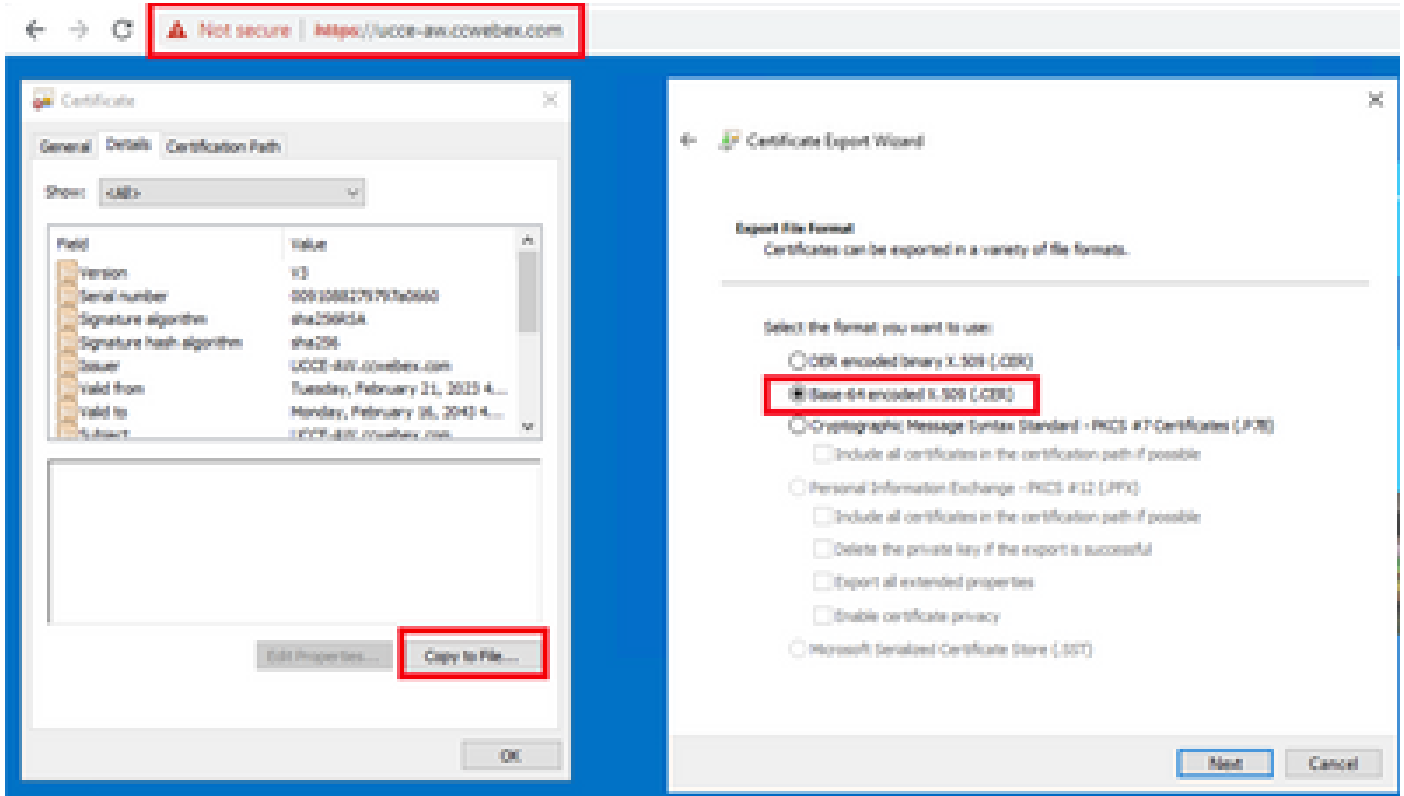 Not secure | https://ucce-aw.ccwebex.com
Certificate
General Details Certification Path
Show: <All>
Field Value
Version V3
Serial number
Signature algorithm sha256RSA
Signature hash algorithm sha256
Issuer UCCE-AW.ccwebex.com
Valid from Tuesday, February 21, 2023 4...
Valid to Monday, February 16, 2043 4...
Subject UCCE-AW.ccwebex.com
Edit Properties...
Copy to File...
OK
Certificate Export Wizard
Export File Format
Certificates can be exported in a variety of file formats.
Select the format you want to use:
DER encoded binary X.509 (.CER)
Base-64 encoded X.509 (.CER)
Cryptographic Message Syntax Standard - PKCS #7 Certificates (.P7B)
Include all certificates in the certification path if possible
Personal Information Exchange - PKCS #12 (.PFX)
Include all certificates in the certification path if possible
Delete the private key if the export is successful
Export all extended properties
Enable certificate privacy
Microsoft Serialized Certificate Store (.SST)
Next
Cancel